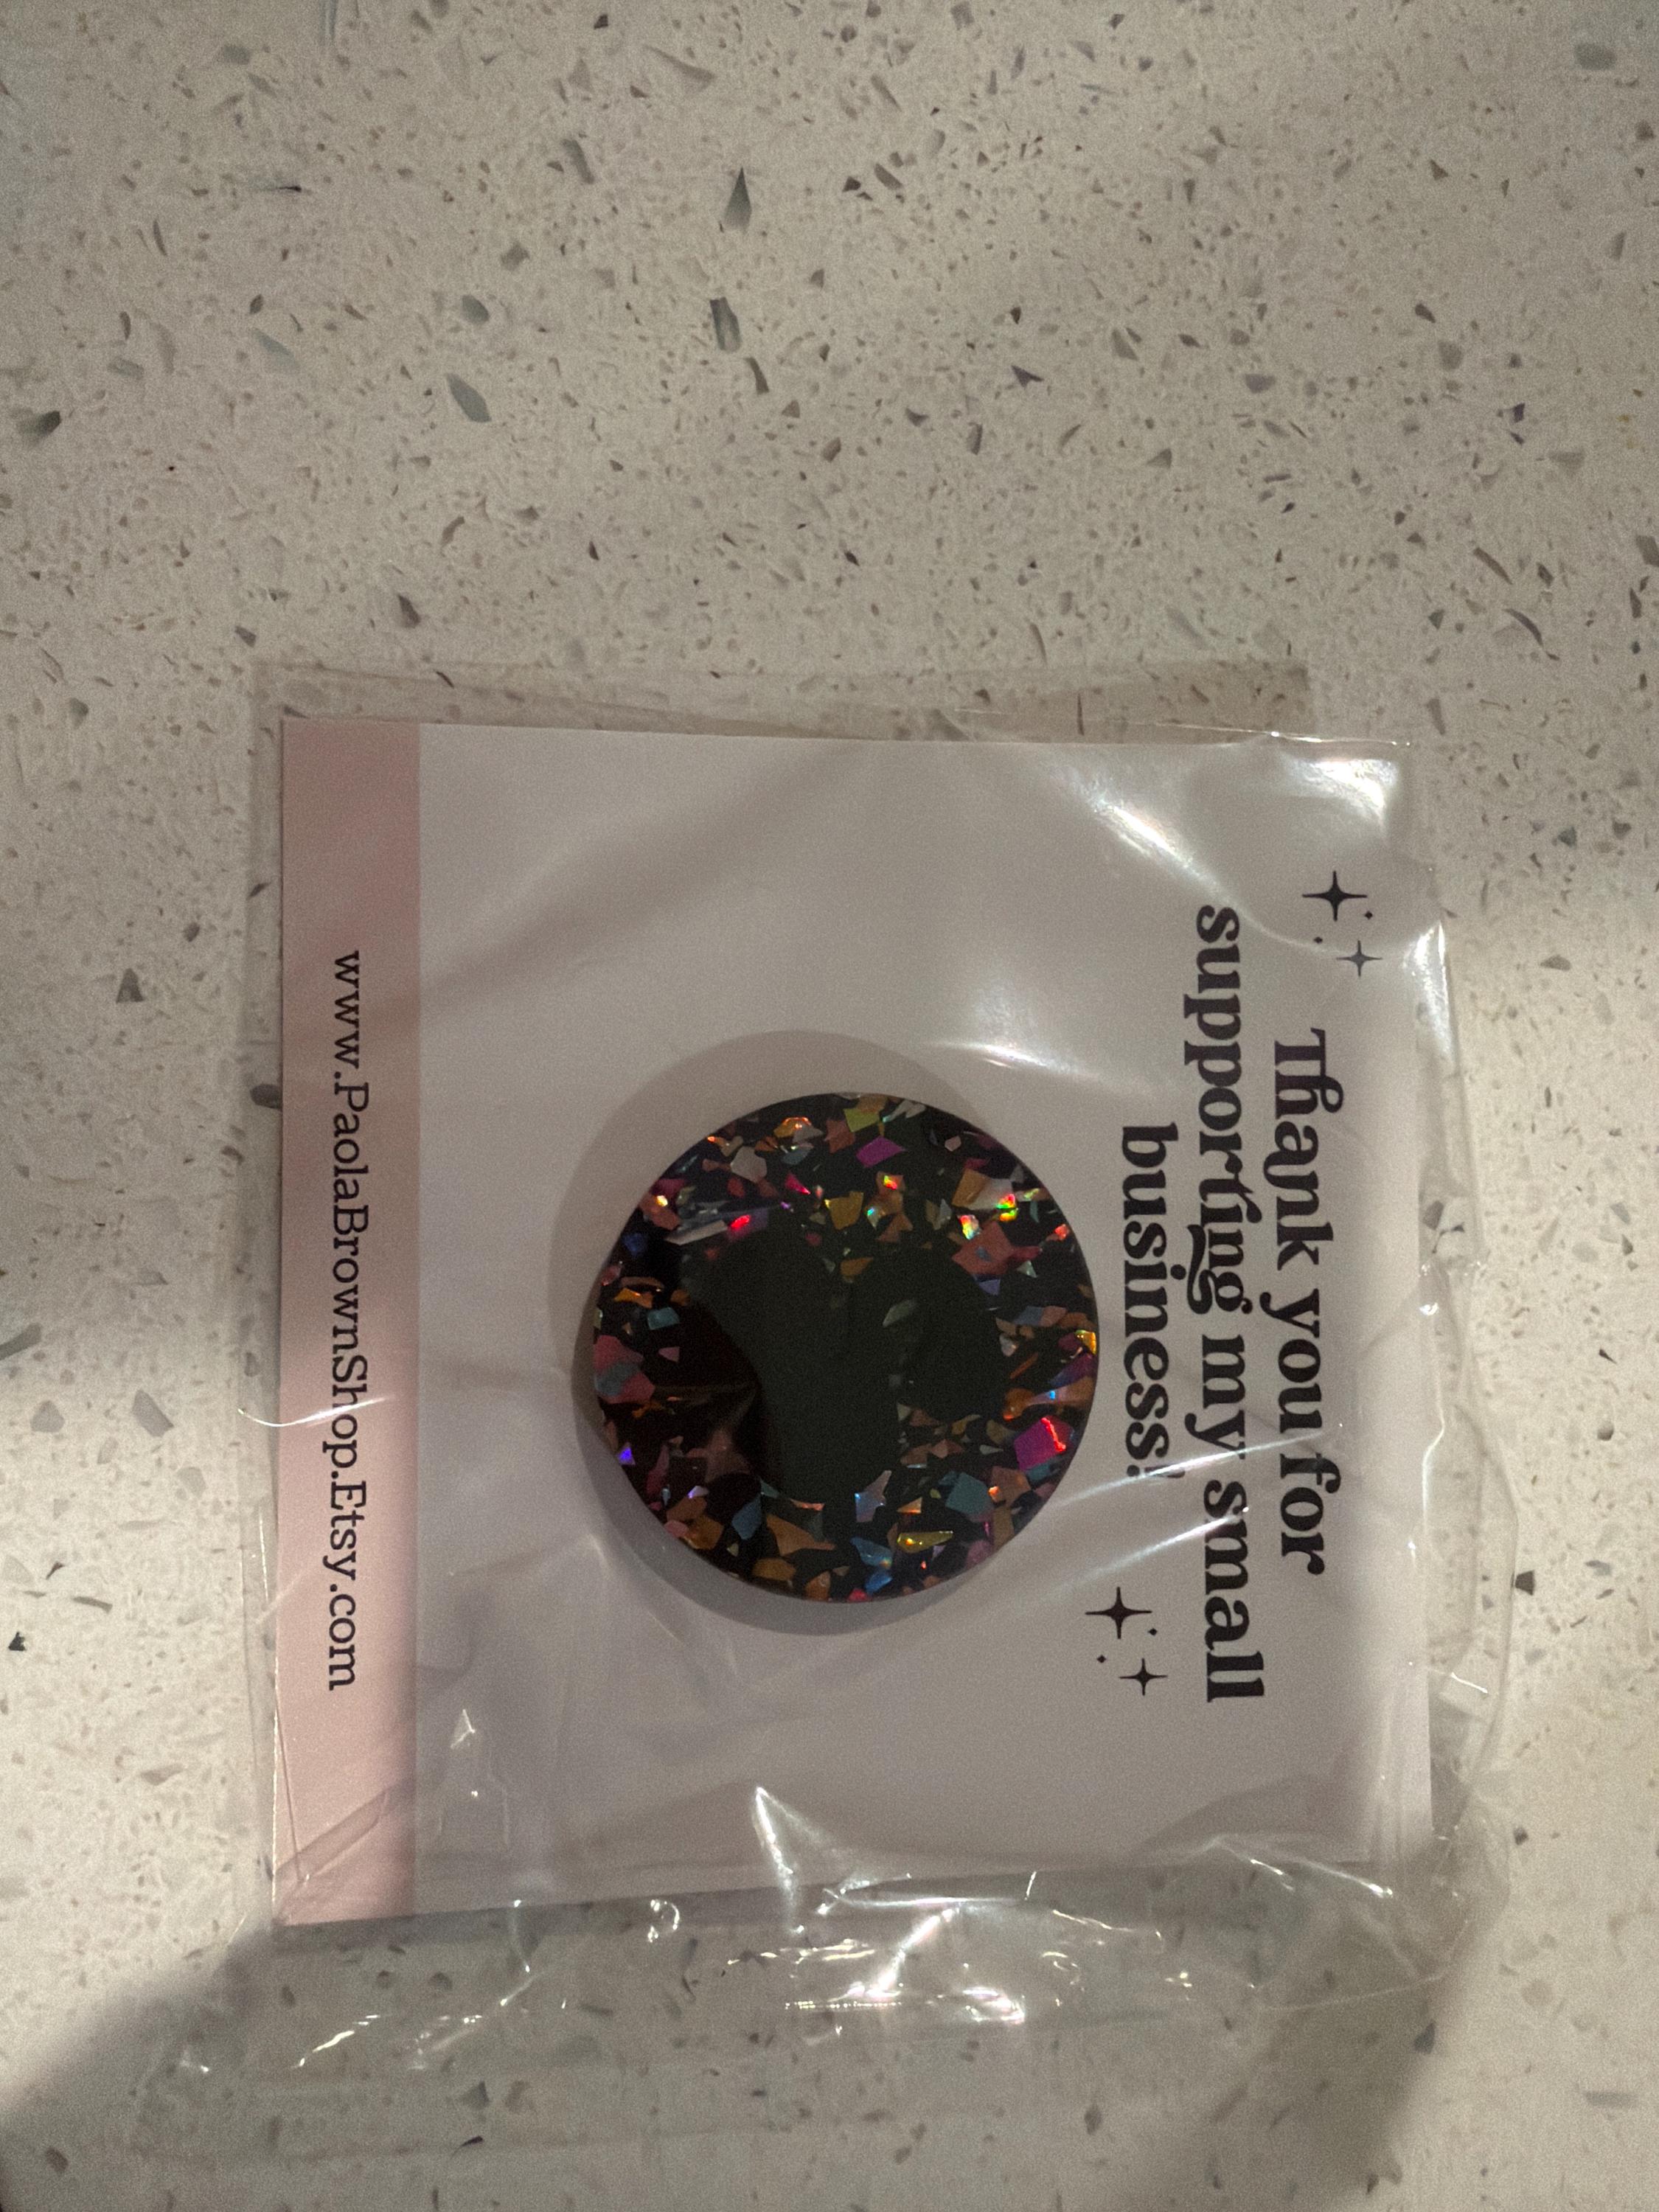 Thank you for
supporting my small
business!
www.PaolaBrownShop.Etsy.com